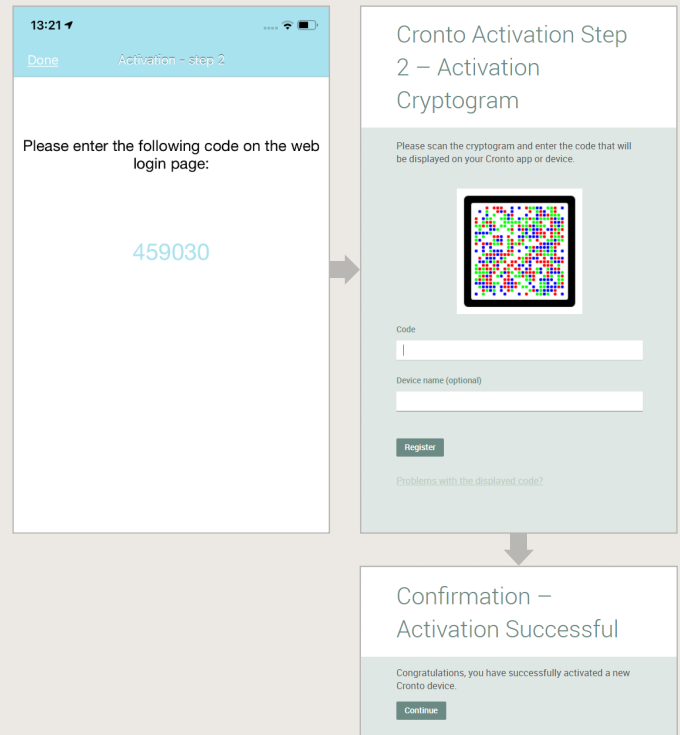 13:21
Done
Activation - step 2
Please enter the following code on the web
login page:
459030
Cronto Activation Step
2 – Activation
Cryptogram
Please scan the cryptogram and enter the code that will
be displayed on your Cronto app or device.
Code
Device name (optional)
Register
Problems with the displayed code?
Confirmation –
Activation Successful
Congratulations, you have successfully activated a new
Cronto device.
Continue